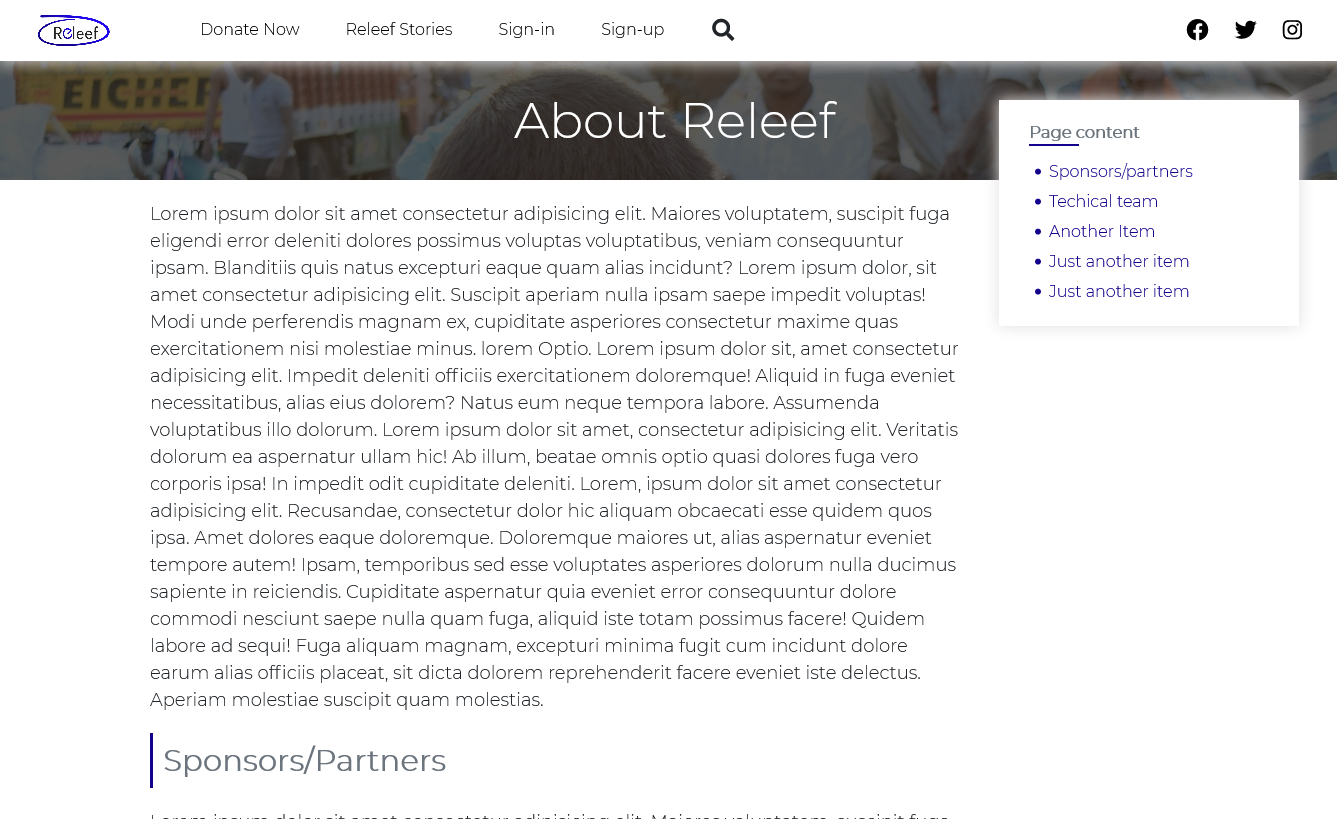 Releef
Donate Now
Releef Stories
Sign-in
Sign-up
EICHER
About Releef
Page content
Sponsors/partners
Techical team
Another Item
Just another item
Just another item
Lorem ipsum dolor sit amet consectetur adipisicing elit. Maiores voluptatem, suscipit fuga
eligendi error deleniti dolores possimus voluptas voluptatibus, veniam consequuntur
ipsam. Blanditiis quis natus excepturi eaque quam alias incidunt? Lorem ipsum dolor, sit
amet consectetur adipisicing elit. Suscipit aperiam nulla ipsam saepe impedit voluptas!
Modi unde perferendis magnam ex, cupiditate asperiores consectetur maxime quas
exercitationem nisi molestiae minus. lorem Optio. Lorem ipsum dolor sit, amet consectetur
adipisicing elit. Impedit deleniti officiis exercitationem doloremque! Aliquid in fuga eveniet
necessitatibus, alias eius dolorem? Natus eum neque tempora labore. Assumenda
voluptatibus illo dolorum. Lorem ipsum dolor sit amet, consectetur adipisicing elit. Veritatis
dolorum ea aspernatur ullam hic! Ab illum, beatae omnis optio quasi dolores fuga vero
corporis ipsa! In impedit odit cupiditate deleniti. Lorem, ipsum dolor sit amet consectetur
adipisicing elit. Recusandae, consectetur dolor hic aliquam obcaecati esse quidem quos
ipsa. Amet dolores eaque doloremque. Doloremque maiores ut, alias aspernatur eveniet
tempore autem! Ipsam, temporibus sed esse voluptates asperiores dolorum nulla ducimus
sapiente in reiciendis. Cupiditate aspernatur quia eveniet error consequuntur dolore
commodi nesciunt saepe nulla quam fuga, aliquid iste totam possimus facere! Quidem
labore ad sequi! Fuga aliquam magnam, excepturi minima fugit cum incidunt dolore
earum alias officiis placeat, sit dicta dolorem reprehenderit facere eveniet iste delectus.
Aperiam molestiae suscipit quam molestias.
Sponsors/Partners
Lorem ipsum dolor sit amet consectetur adipisicing elit. Maiores voluptatem, suscipit fuga